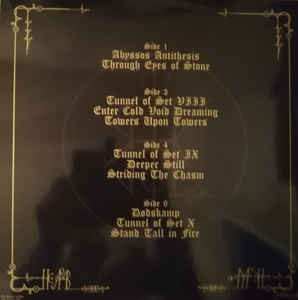 Side 1
Abyssos Antithesis
Through Eyes of Stone
Side 2
Tunnel of Set VIII
Enter Cold Void Dreaming
Towers Upon Towers
Side 4
Tunnel of Set IX
Deeper Still
Striding The Chasm
Side 0
Dødskamp
Tunnel of Set X
Stand Tall in Fire